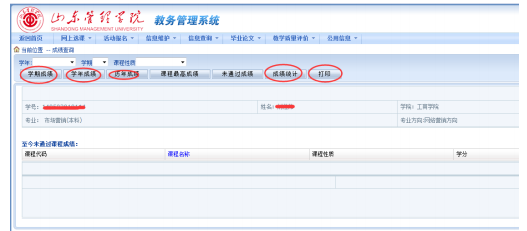 山东管理学院 教务管理系统
SHANDONG MANAGEMENT UNIVERSITY
返回首页 网上选课 活动报名 信息维护 信息查询 毕业论文 教学质量评价 公用信息
当前位置 -- 成绩查询
学年: 学期 课程性质
学期成绩 学年成绩 历年成绩 课程最高成绩 未通过成绩 成绩统计 打印
学号: 姓名: 学院: 工商学院
专业: 市场营销(本科) 专业方向:网络营销方向
至今未通过课程成绩:
课程代码 课程名称 课程性质 学分